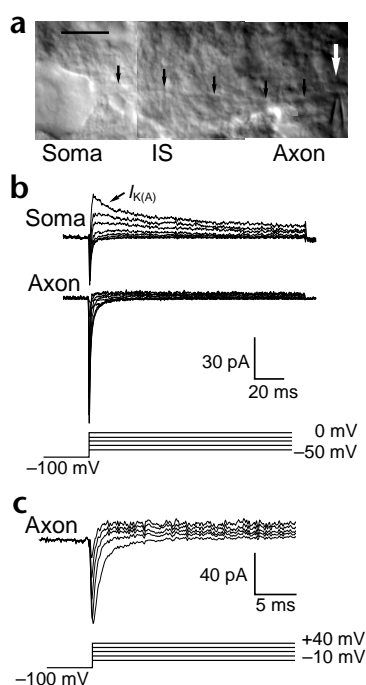 a
Soma IS Axon
b
I K(A)
Soma
Axon
30 pA
20 ms
0 mV
–50 mV
–100 mV
c
Axon
40 pA
5 ms
+40 mV
–10 mV
–100 mV